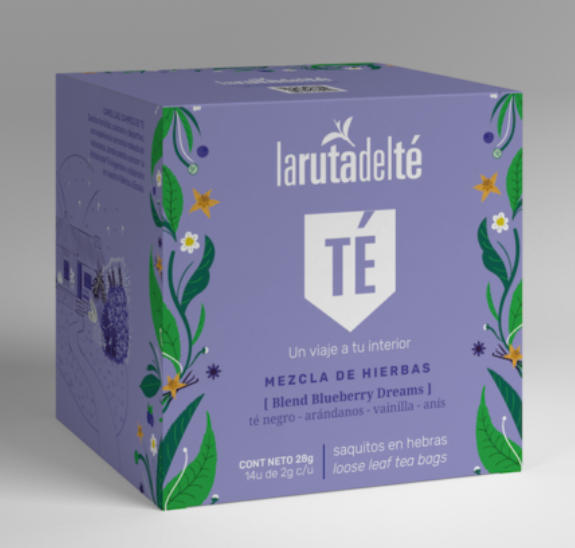 larutadelté
larutadelté
TÉ
Un viaje a tu interior
MEZCLA DE HIERBAS
[ Blend Blueberry Dreams ]
té negro - arándanos - vainilla - anís
CONT NETO 28g
14u de 2g c/u
saquitos en hebras
loose leaf tea bags